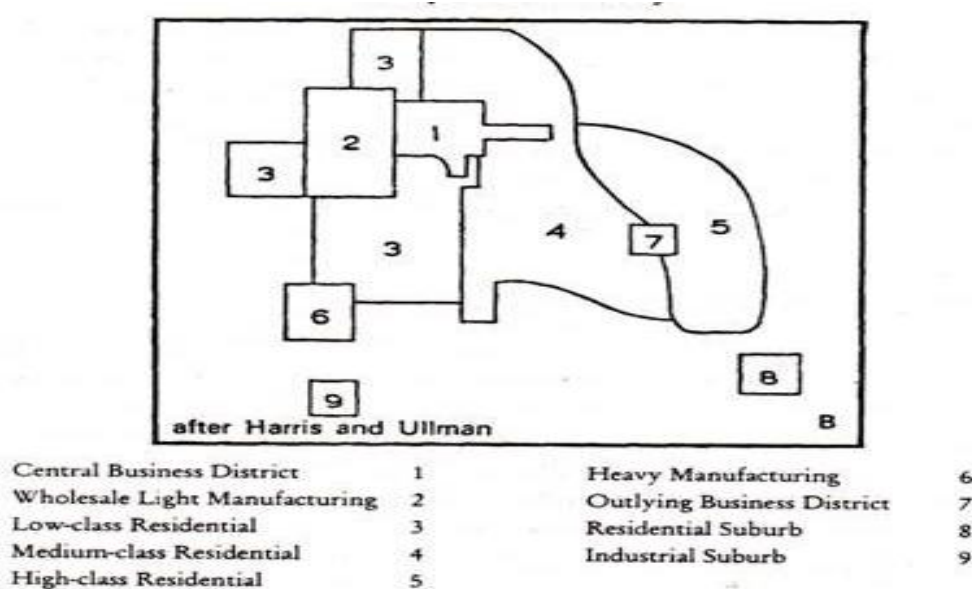 3
1
2
3
5
4
7
3
6
8
9
B
after Harris and Ullman
Central Business District 1
Wholesale Light Manufacturing 2
Low-class Residential 3
Medium-class Residential 4
High-class Residential 5
Heavy Manufacturing 6
Outlying Business District 7
Residential Suburb 8
Industrial Suburb 9